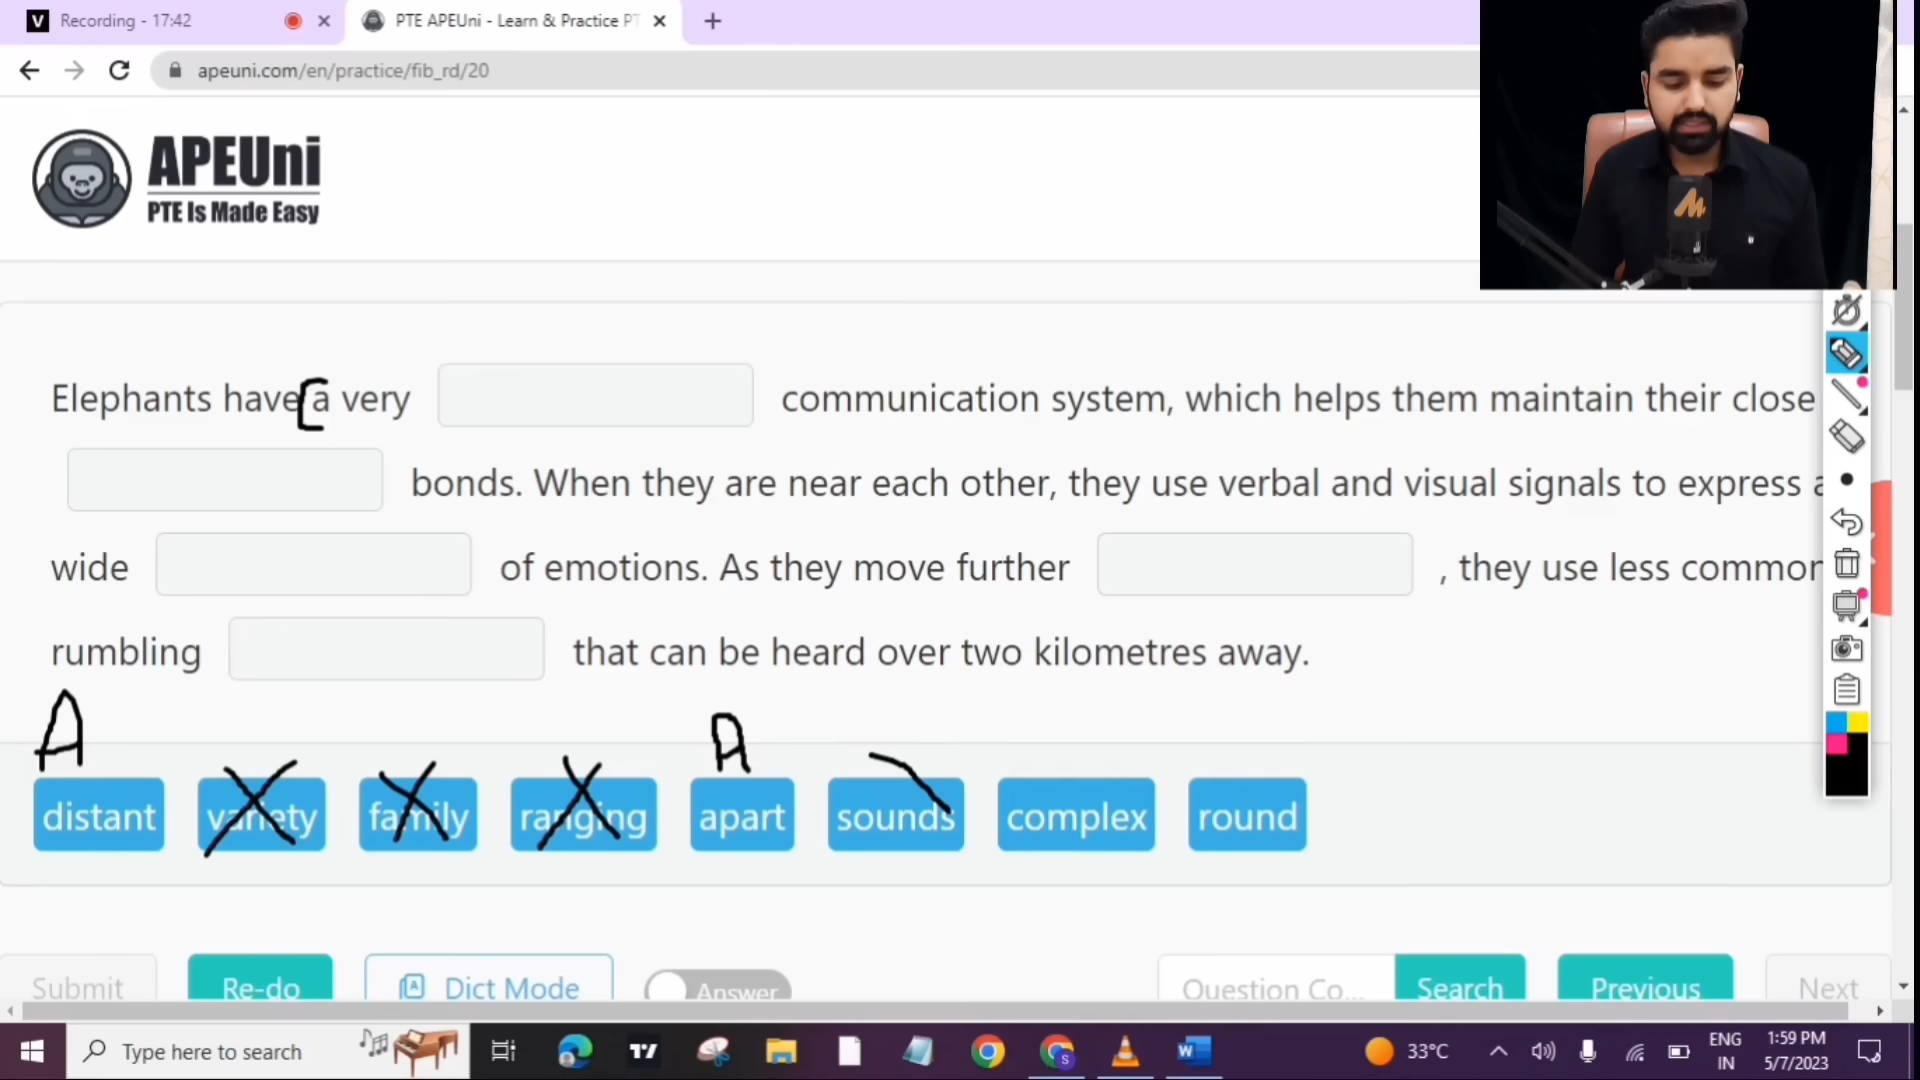 V Recording - 17:42
PTE APEUni - Learn & Practice PT
apeuni.com/en/practice/fib_rd/20
APEUni
PTE Is Made Easy
Elephants have a very communication system, which helps them maintain their close
bonds. When they are near each other, they use verbal and visual signals to express a
wide of emotions. As they move further , they use less common
rumbling that can be heard over two kilometres away.
A A
distant variety family ranging apart sounds complex round
Submit Re-do Dict Mode Answer Question Co... Search Previous Next
Type here to search
33°C
ENG
IN
1:59 PM
5/7/2023